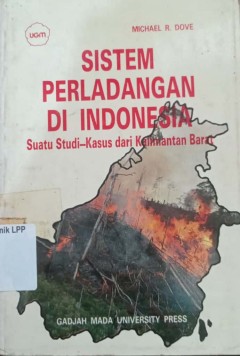 UGM
MICHAEL R. DOVE
SISTEM
PERLADANGAN
DI INDONESIA
Suatu Studi-Kasus dari Kalimantan Barat
nik LPP
GADJAH MADA UNIVERSITY PRESS